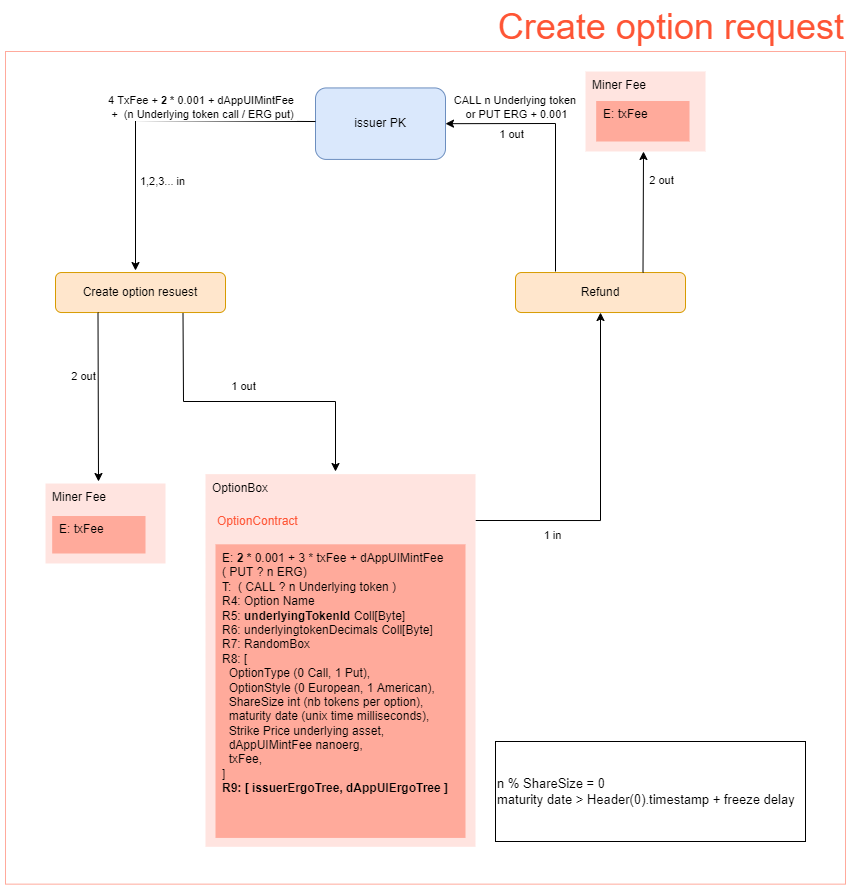 Create option request
4 TxFee + 2 * 0.001 + dAppUIMintFee
+ (n Underlying token call / ERG put)
issuer PK
CALL n Underlying token
or PUT ERG + 0.001
1 out
Miner Fee
E: txFee
1,2,3... in
2 out
Create option resuest
Refund
2 out
1 out
Miner Fee
E: txFee
OptionBox
OptionContract
E: 2 * 0.001 + 3 * txFee + dAppUIMintFee
( PUT ? n ERG)
T: ( CALL ? n Underlying token )
R4: Option Name
R5: underlyingTokenId Coll[Byte]
R6: underlyingtokenDecimals Coll[Byte]
R7: RandomBox
R8: [
OptionType (0 Call, 1 Put),
OptionStyle (0 European, 1 American),
ShareSize int (nb tokens per option),
maturity date (unix time milliseconds),
Strike Price underlying asset,
dAppUIMintFee nanoerg,
txFee,
]
R9: [ issuerErgoTree, dAppUIErgoTree ]
1 in
n % ShareSize = 0
maturity date > Header(0).timestamp + freeze delay